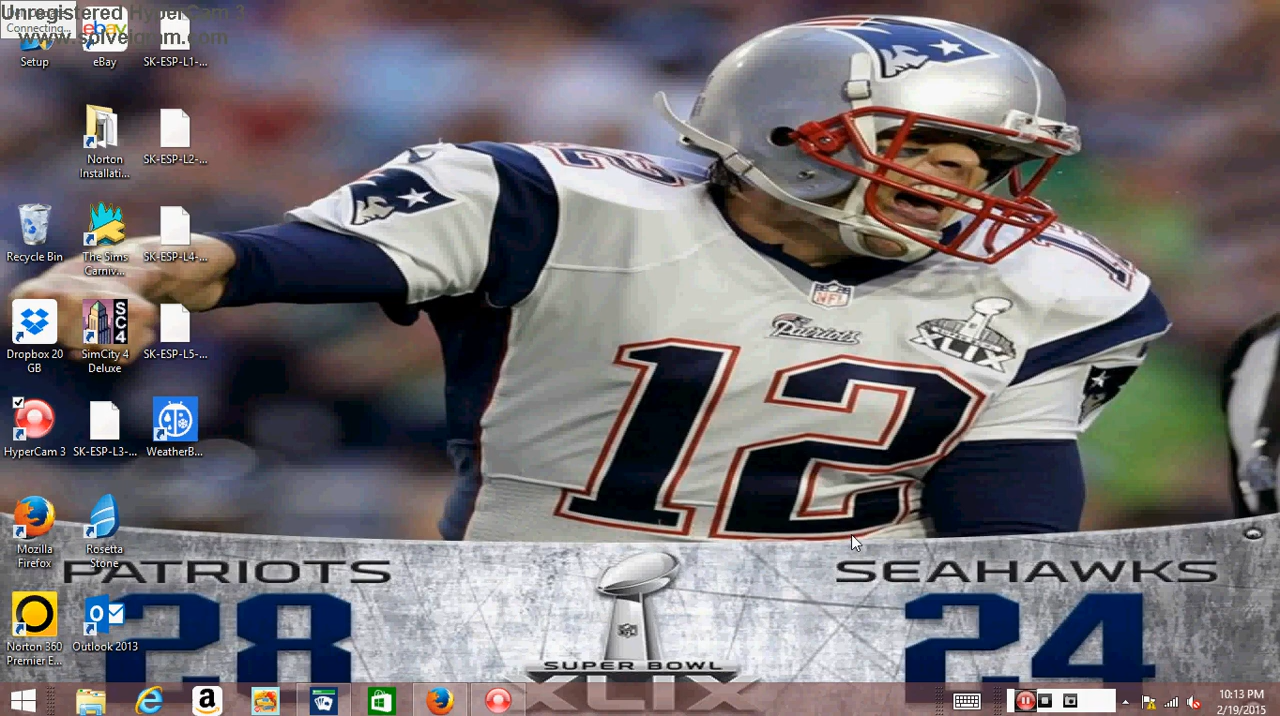 Unregistered HyperCam 3
www.solveigmm.com
Connecting...
Setup
eBay
SK-ESP-L1-...
Norton
Installati...
SK-ESP-L2-...
Recycle Bin
The Sims
Carniv...
SK-ESP-L4-...
Dropbox 20
GB
SC4
SimCity 4
Deluxe
SK-ESP-L5-...
HyperCam 3
SK-ESP-L3-...
WeatherB...
Mozilla
Firefox
Rosetta
Stone
Norton 360
Premier E...
Outlook 2013
12
NFL
Patriots
XLIX
12
PATRIOTS
SEAHAWKS
28
24
SUPER BOWL
XLIX
10:13 PM
2/19/2015